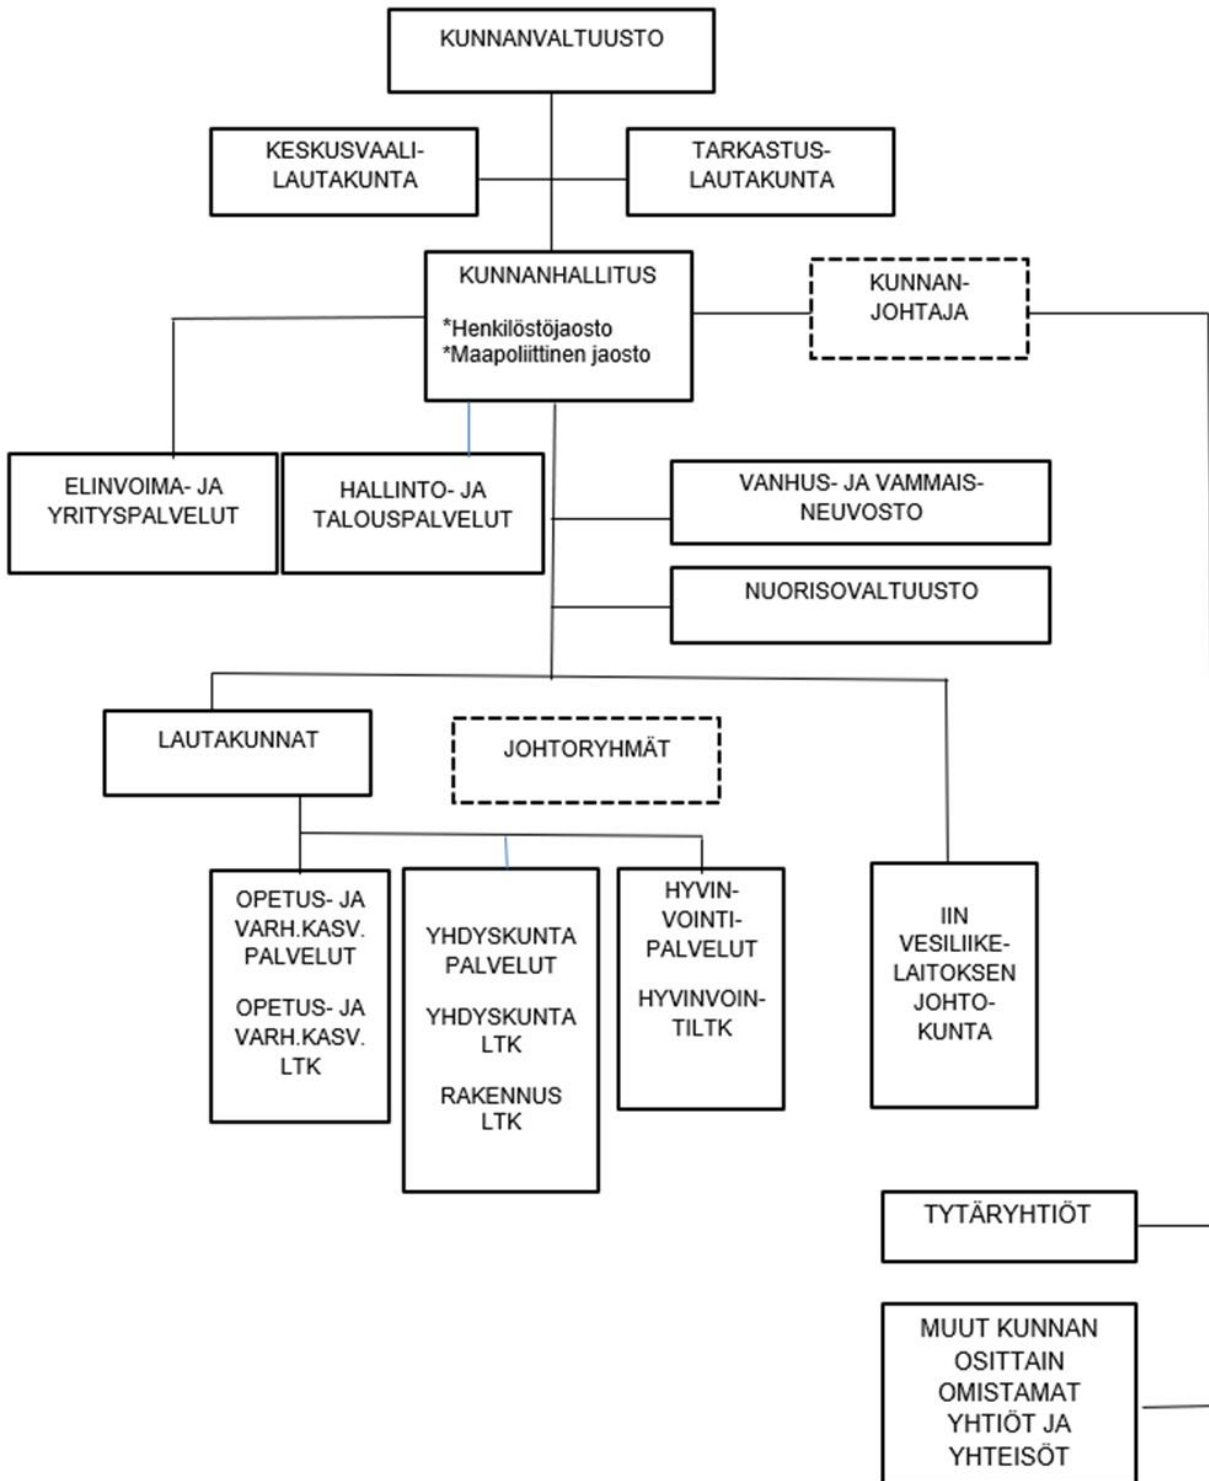 KUNNANVALTUUSTO
KESKUSVAALI-
LAUTAKUNTA
TARKASTUS-
LAUTAKUNTA
KUNNANHALLITUS
*Henkilöstöjaosto
*Maapoliittinen jaosto
KUNNAN-
JOHTAJA
ELINVOIMA- JA
YRITYSPALVELUT
HALLINTO- JA
TALOUSPALVELUT
VANHUS- JA VAMMAIS-
NEUVOSTO
NUORISOVALTUUSTO
LAUTAKUNNAT
JOHTORYHMÄT
OPETUS- JA
VARH.KASV.
PALVELUT
OPETUS- JA
VARH.KASV.
LTK
YHDYSKUNTA
PALVELUT
YHDYSKUNTA
LTK
RAKENNUS
LTK
HYVIN-
VOINTI-
PALVELUT
HYVINVOIN-
TILTK
IIN
VESILIIKE-
LAITOKSEN
JOHTO-
KUNTA
TYTÄRYHTIÖT
MUUT KUNNAN
OSITTAIN
OMISTAMAT
YHTIÖT JA
YHTEISÖT